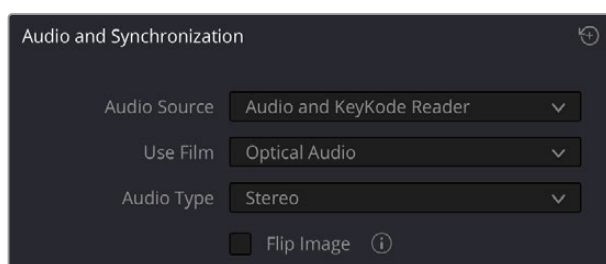 Audio and Synchronization
Audio Source Audio and KeyKode Reader
Use Film Optical Audio
Audio Type Stereo
Flip Image